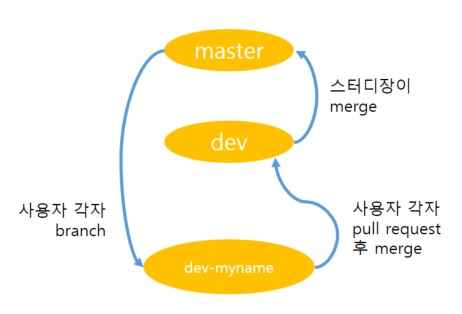 master
스터디장이
merge
dev
사용자 각자
branch
사용자 각자
pull request
후 merge
dev-myname